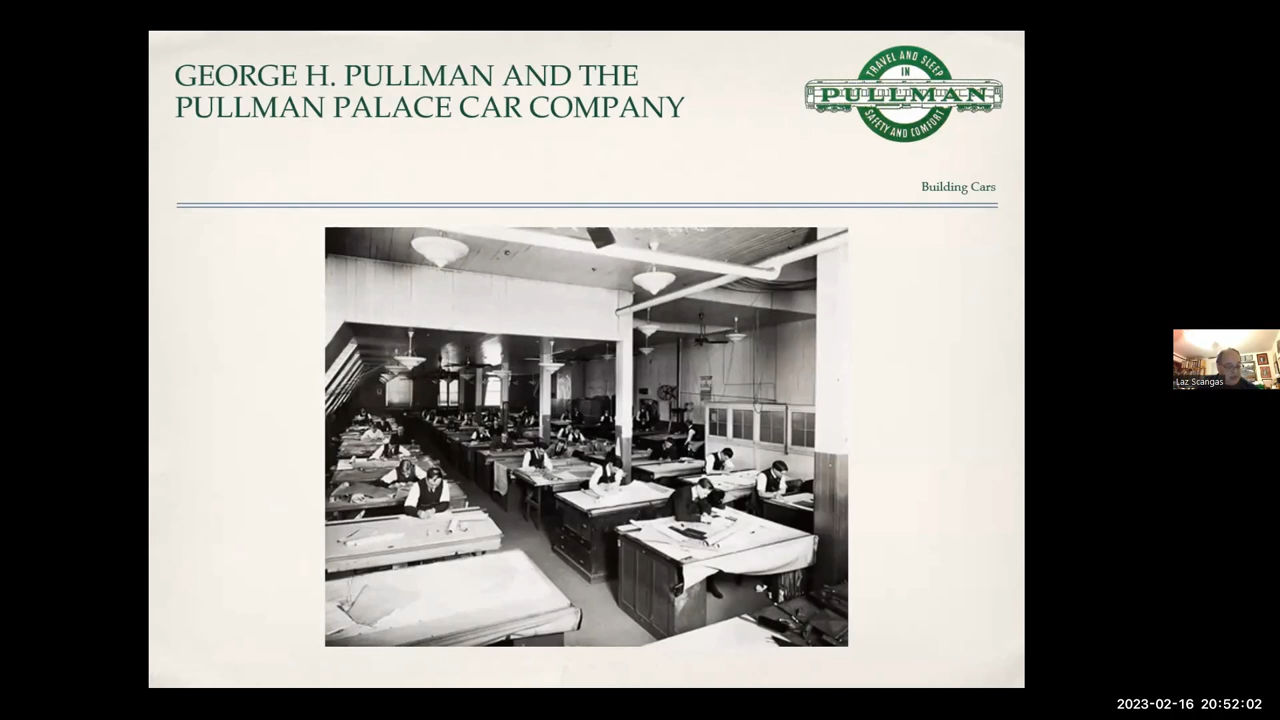 GEORGE H. PULLMAN AND THE
PULLMAN PALACE CAR COMPANY
TRAVEL AND SLEEP
IN
PULLMAN
SAFETY AND COMFORT
Building Cars
Laz Scangas
2023-02-16 20:52:02